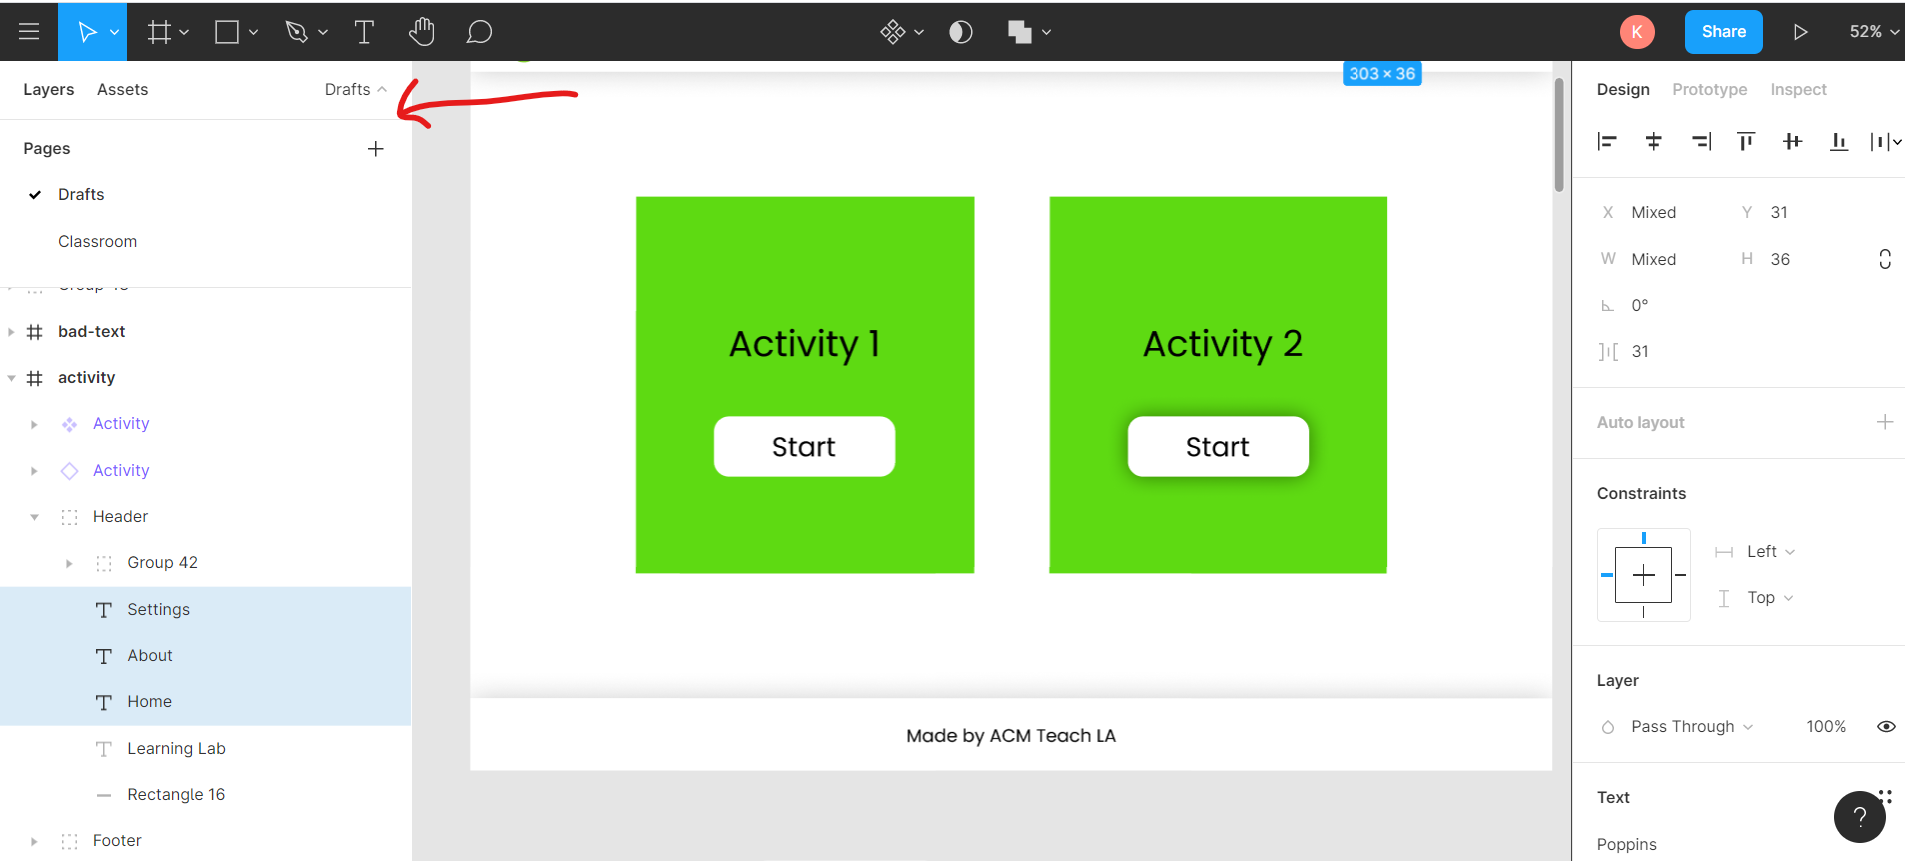 K
Share
52%
Layers Assets Drafts
303 × 36
Design Prototype Inspect
Pages
Drafts
Classroom
bad-text
activity
Activity
Activity
Header
Group 42
Settings
About
Home
Learning Lab
Rectangle 16
Footer
Activity 1
Start
Activity 2
Start
Made by ACM Teach LA
X Mixed Y 31
W Mixed H 36
0°
31
Auto layout
Constraints
Left
Top
Layer
Pass Through 100%
Text
?
Poppins